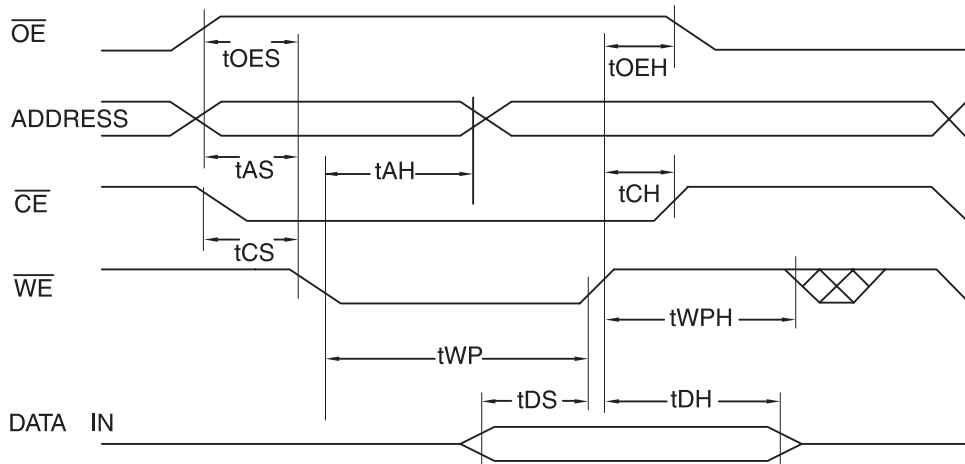 OE
tOES
tOEH
ADDRESS
tAS
tAH
tCH
CE
tCS
WE
tWPH
tWP
tDS
tDH
DATA IN